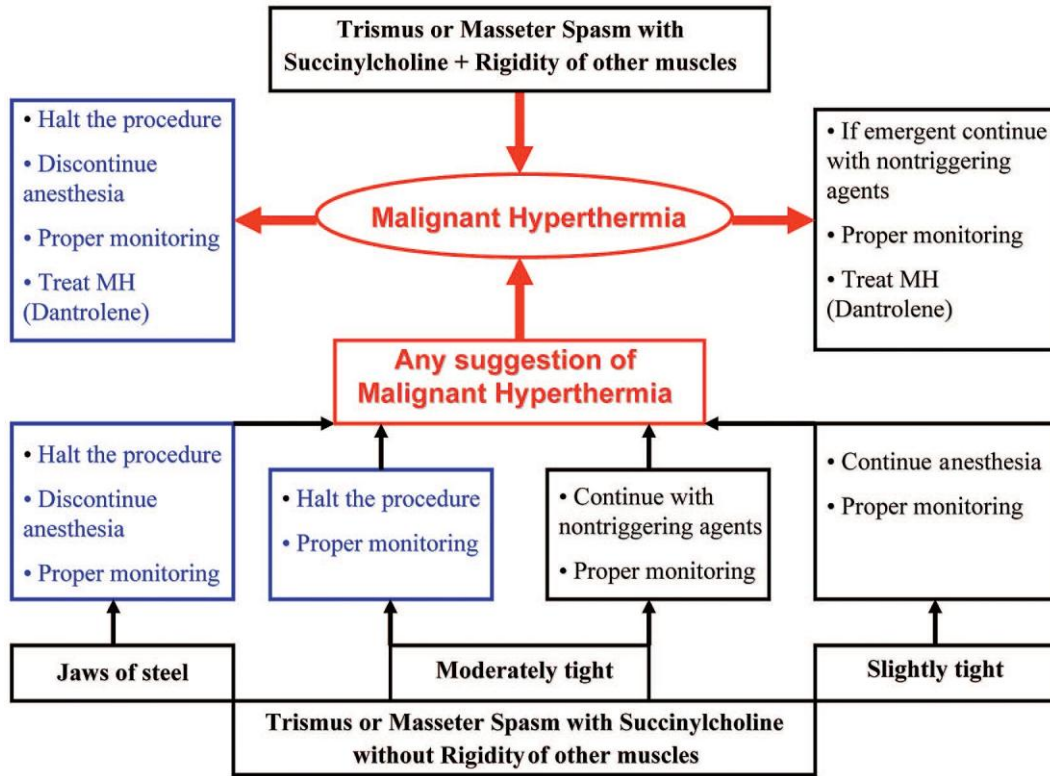 Trismus or Masseter Spasm with
Succinylcholine + Rigidity of other muscles
• Halt the procedure
• Discontinue
anesthesia
• Proper monitoring
• Treat MH
(Dantrolene)
Malignant Hyperthermia
• If emergent continue
with nontriggering
agents
• Proper monitoring
• Treat MH
(Dantrolene)
Any suggestion of
Malignant Hyperthermia
• Halt the procedure
• Discontinue
anesthesia
• Proper monitoring
• Halt the procedure
• Proper monitoring
• Continue with
nontriggering agents
• Proper monitoring
• Continue anesthesia
• Proper monitoring
Jaws of steel
Moderately tight
Slightly tight
Trismus or Masseter Spasm with Succinylcholine
without Rigidity of other muscles